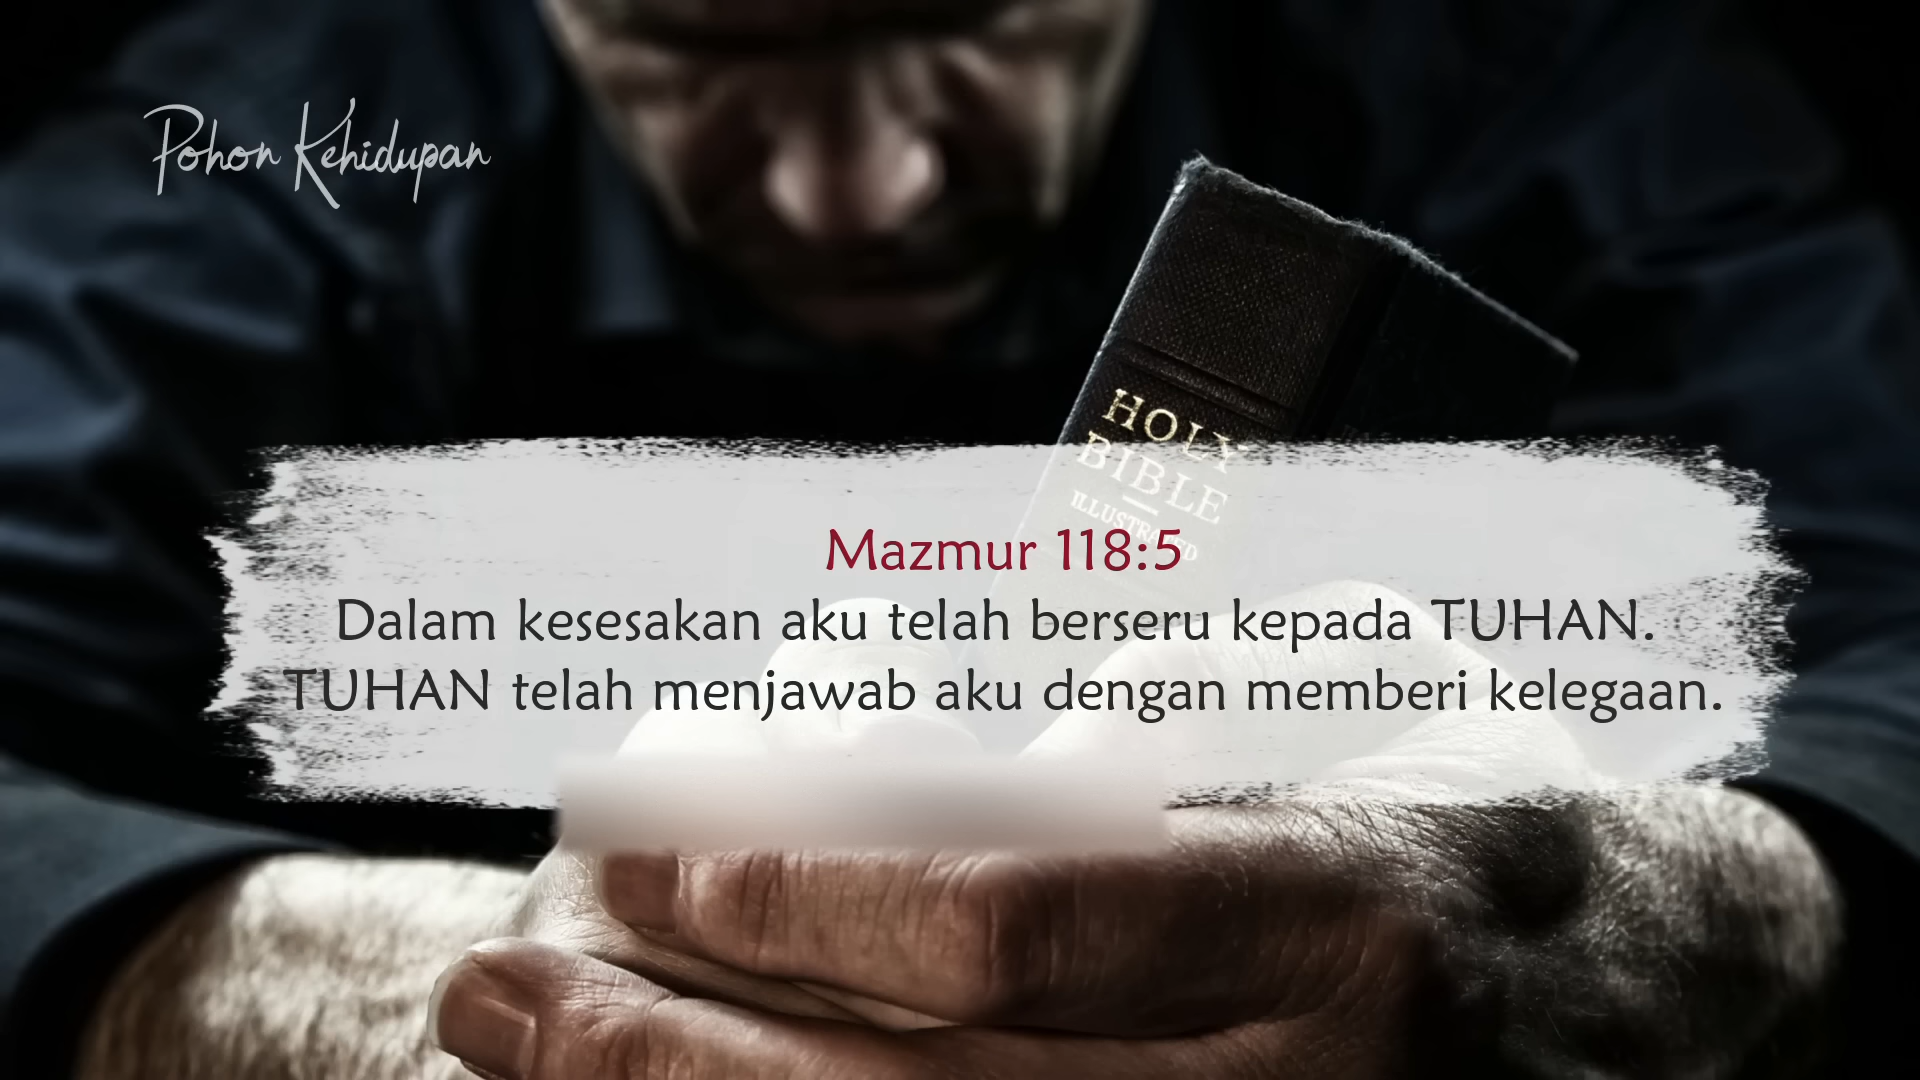 Pohon Kehidupan
HOLY
BIBLE
ILLUSTRATED
Mazmur 118:5
Dalam kesesakan aku telah berseru kepada TUHAN.
TUHAN telah menjawab aku dengan memberi kelegaan.